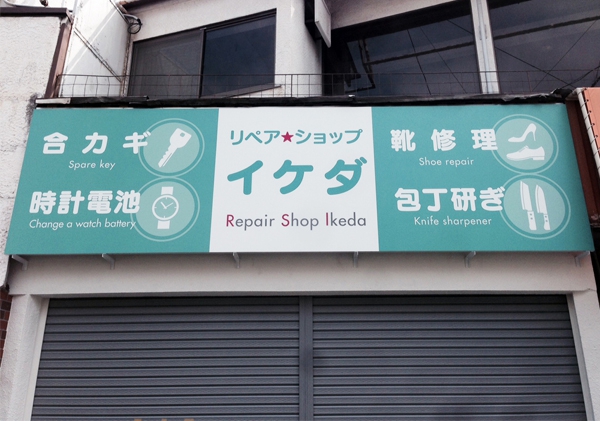 合カギ
Spare key
時計電池
Change a watch battery
リペア★ショップ
イケダ
Repair Shop Ikeda
靴修理
Shoe repair
包丁研ぎ
Knife sharpener